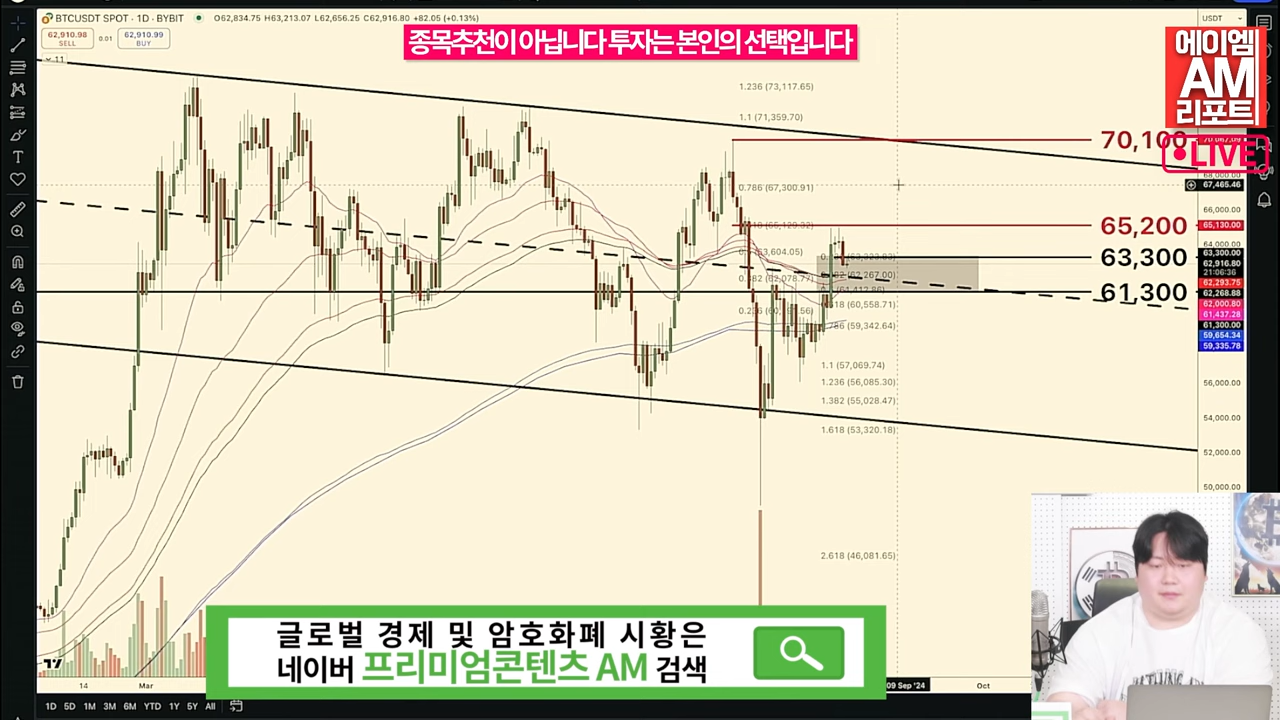 BTCUSDT SPOT · 1D · BYBIT
O62,834.75 H63,213.07 L62,656.25 C62,916.80 +82.05 (+0.13%)
62,910.98
SELL
0.01
62,910.99
BUY
11
종목추천이 아닙니다 투자는 본인의 선택입니다
에이엠
AM
리포트
LIVE
USDT
1.236 (73,117.65)
1.1 (71,359.70)
70,100
68,000.00
0.786 (67,300.91)
67,465.46
66,000.00
65,200
65,130.00
64,000.00
63,300
63,300.00
62,916.80
21:06:36
62,293.75
62,268.88
62,000.80
61,437.28
61,300
61,300.00
59,654.34
59,335.78
1.1 (57,069.74)
1.236 (56,085.30)
1.382 (55,028.47)
1.618 (53,320.18)
2.618 (46,081.65)
56,000.00
54,000.00
52,000.00
50,000.00
글로벌 경제 및 암호화폐 시황은
네이버 프리미엄콘텐츠 AM 검색
14
Mar
09 Sep '24
Oct
1D 5D 1M 3M 6M YTD 1Y 5Y All